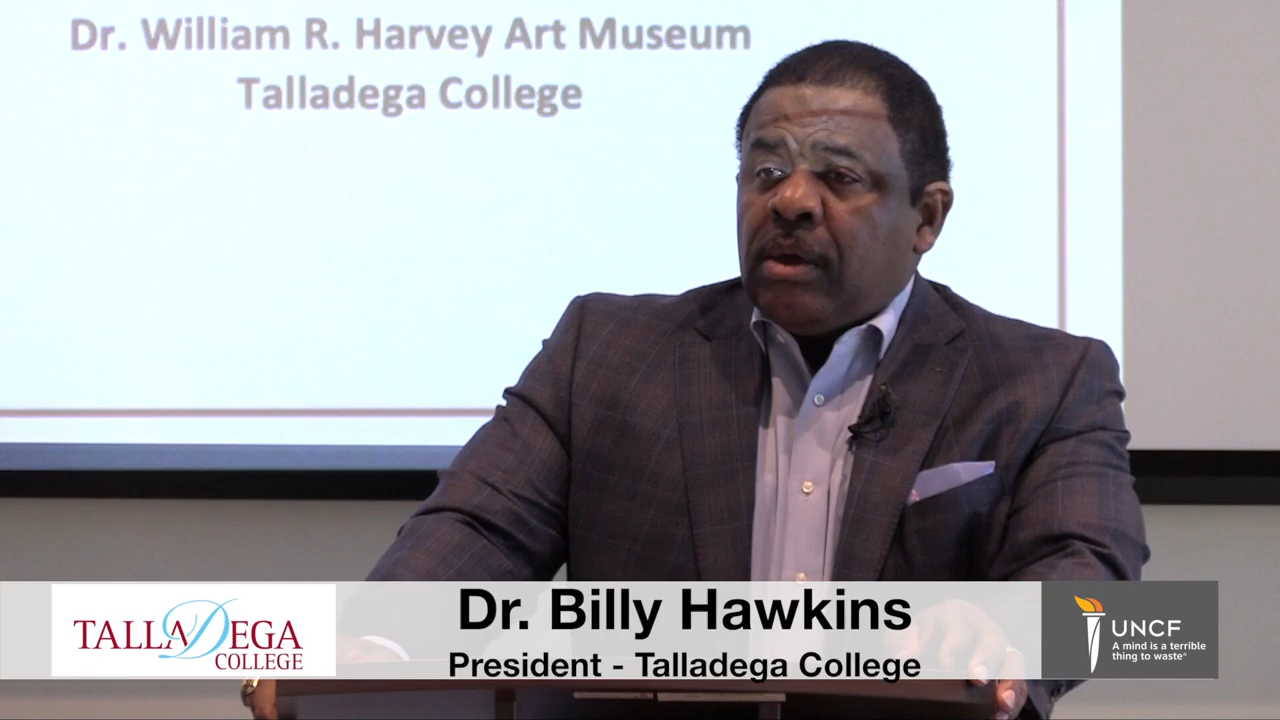 Dr. William R. Harvey Art Museum
Talladega College
TALLADEGA
COLLEGE
Dr. Billy Hawkins
President - Talladega College
UNCF
A mind is a terrible
thing to waste®